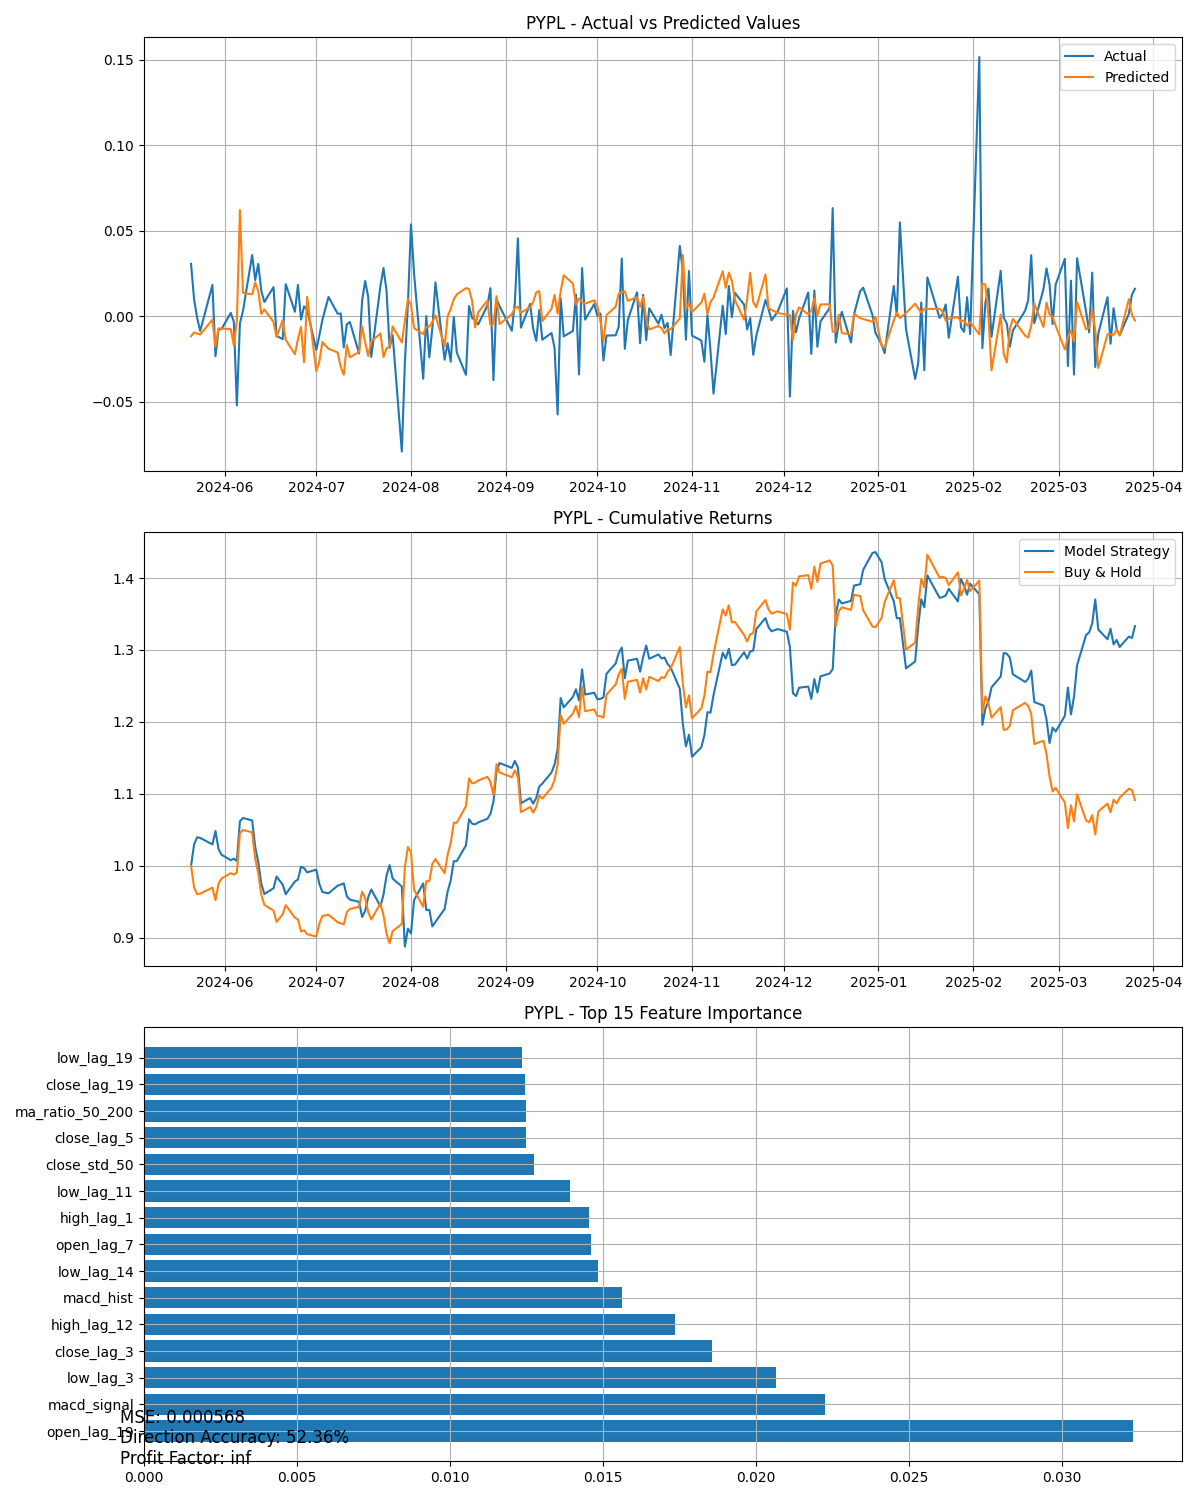 PYPL - Actual vs Predicted Values
Actual
Predicted
0.15
0.10
0.05
0.00
−0.05
2024-06 2024-07 2024-08 2024-09 2024-10 2024-11 2024-12 2025-01 2025-02 2025-03 2025-04
PYPL - Cumulative Returns
Model Strategy
Buy & Hold
1.4
1.3
1.2
1.1
1.0
0.9
2024-06 2024-07 2024-08 2024-09 2024-10 2024-11 2024-12 2025-01 2025-02 2025-03 2025-04
PYPL - Top 15 Feature Importance
low_lag_19
close_lag_19
ma_ratio_50_200
close_lag_5
close_std_50
low_lag_11
high_lag_1
open_lag_7
low_lag_14
macd_hist
high_lag_12
close_lag_3
low_lag_3
macd_signal
MSE: 0.000568
open_lag_19
Direction Accuracy: 52.36%
Profit Factor: inf
0.000 0.005 0.010 0.015 0.020 0.025 0.030